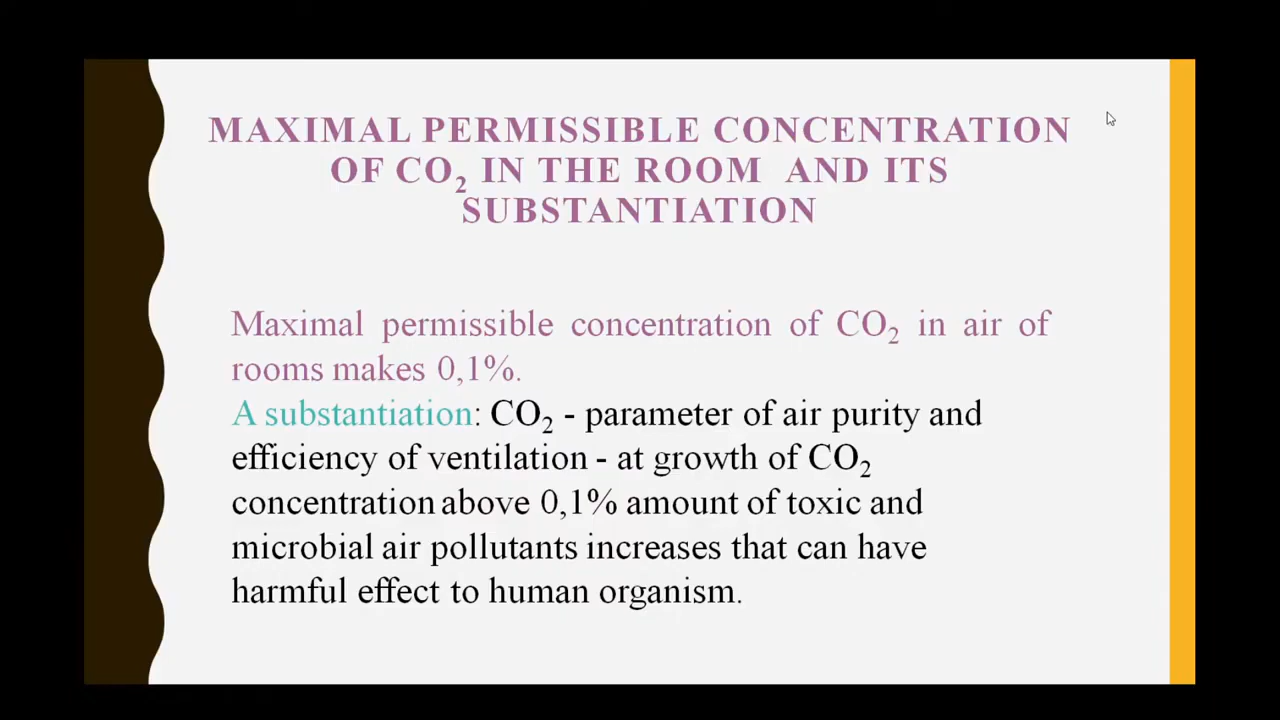 MAXIMAL PERMISSIBLE CONCENTRATION
OF CO₂ IN THE ROOM AND ITS
SUBSTANTIATION
Maximal permissible concentration of CO₂ in air of
rooms makes 0,1%.
A substantiation: CO₂ - parameter of air purity and
efficiency of ventilation - at growth of CO₂
concentration above 0,1% amount of toxic and
microbial air pollutants increases that can have
harmful effect to human organism.